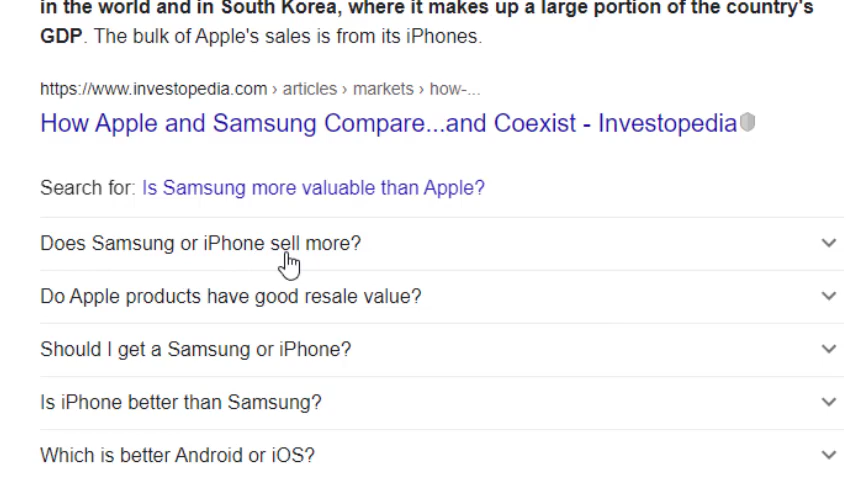 in the world and in South Korea, where it makes up a large portion of the country's
GDP. The bulk of Apple's sales is from its iPhones.
https://www.investopedia.com › articles › markets › how-...
How Apple and Samsung Compare...and Coexist - Investopedia
Search for: Is Samsung more valuable than Apple?
Does Samsung or iPhone sell more?
Do Apple products have good resale value?
Should I get a Samsung or iPhone?
Is iPhone better than Samsung?
Which is better Android or iOS?